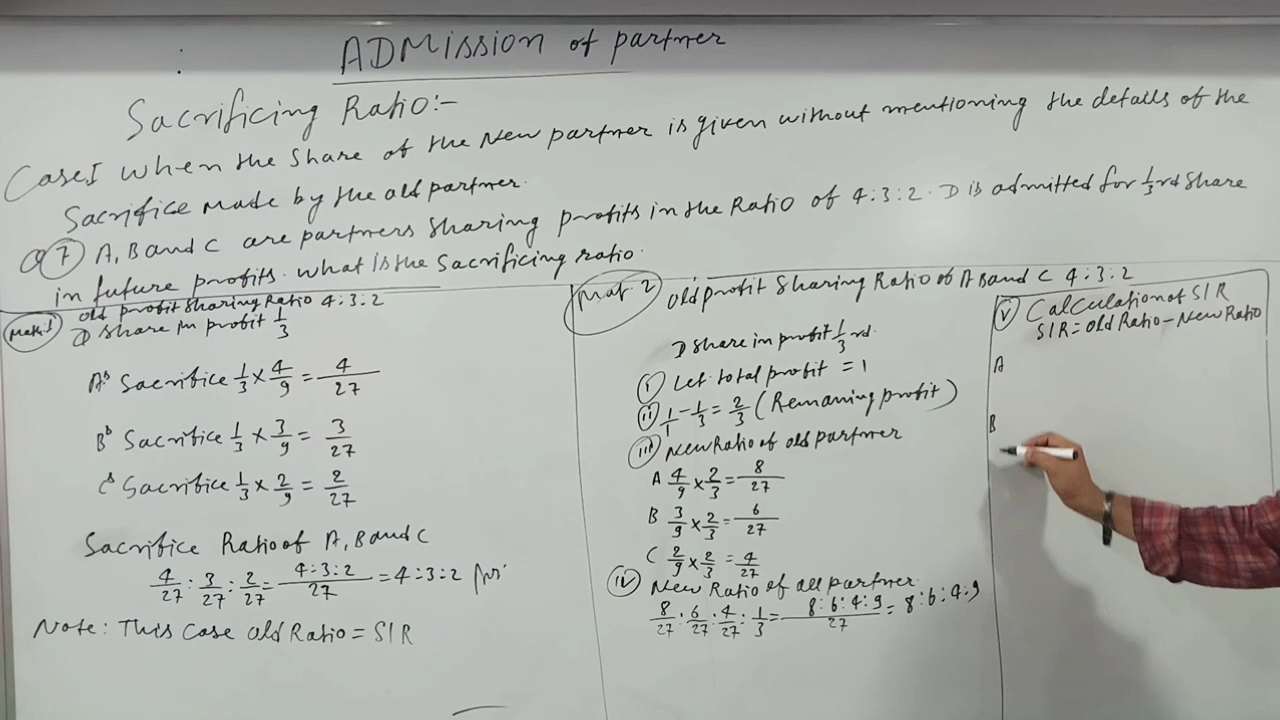 ADMission of partner
Sacrificing Ratio:-
Case I When the Share of the New partner is given without mentioning the details of the
Sacrifice made by the old partner.
Q 7 A, B and C are partners Sharing profits in the Ratio of 4:3:2. D is admitted for 1/3 rd Share
in future profits. what is the Sacrificing ratio.
Meth.1
old profit Sharing Ratio 4:3:2
D Share in profit 1/3
A's Sacrifice 1/3 × 4/9 = 4/27
B's Sacrifice 1/3 × 3/9 = 3/27
C's Sacrifice 1/3 × 2/9 = 2/27
Sacrifice Ratio of A, B and C
4/27 : 3/27 : 2/27 = 4:3:2/27 = 4:3:2
Note: This Case old Ratio = S/R
Mat. 2
old profit Sharing Ratio of A B and C 4:3:2
D Share in profit 1/3 rd.
(i) Let total profit = 1
(ii) 1/1 - 1/3 = 2/3 (Remaning profit)
(iii) New Ratio of old partner
A 4/9 × 2/3 = 8/27
B 3/9 × 2/3 = 6/27
C 2/9 × 2/3 = 4/27
(iv) New Ratio of all partner
8/27 : 6/27 : 4/27 : 1/3 = 8:6:4:9/27 = 8:6:4:9
(v) Calculation of S/R
S/R = old Ratio - New Ratio
A
B